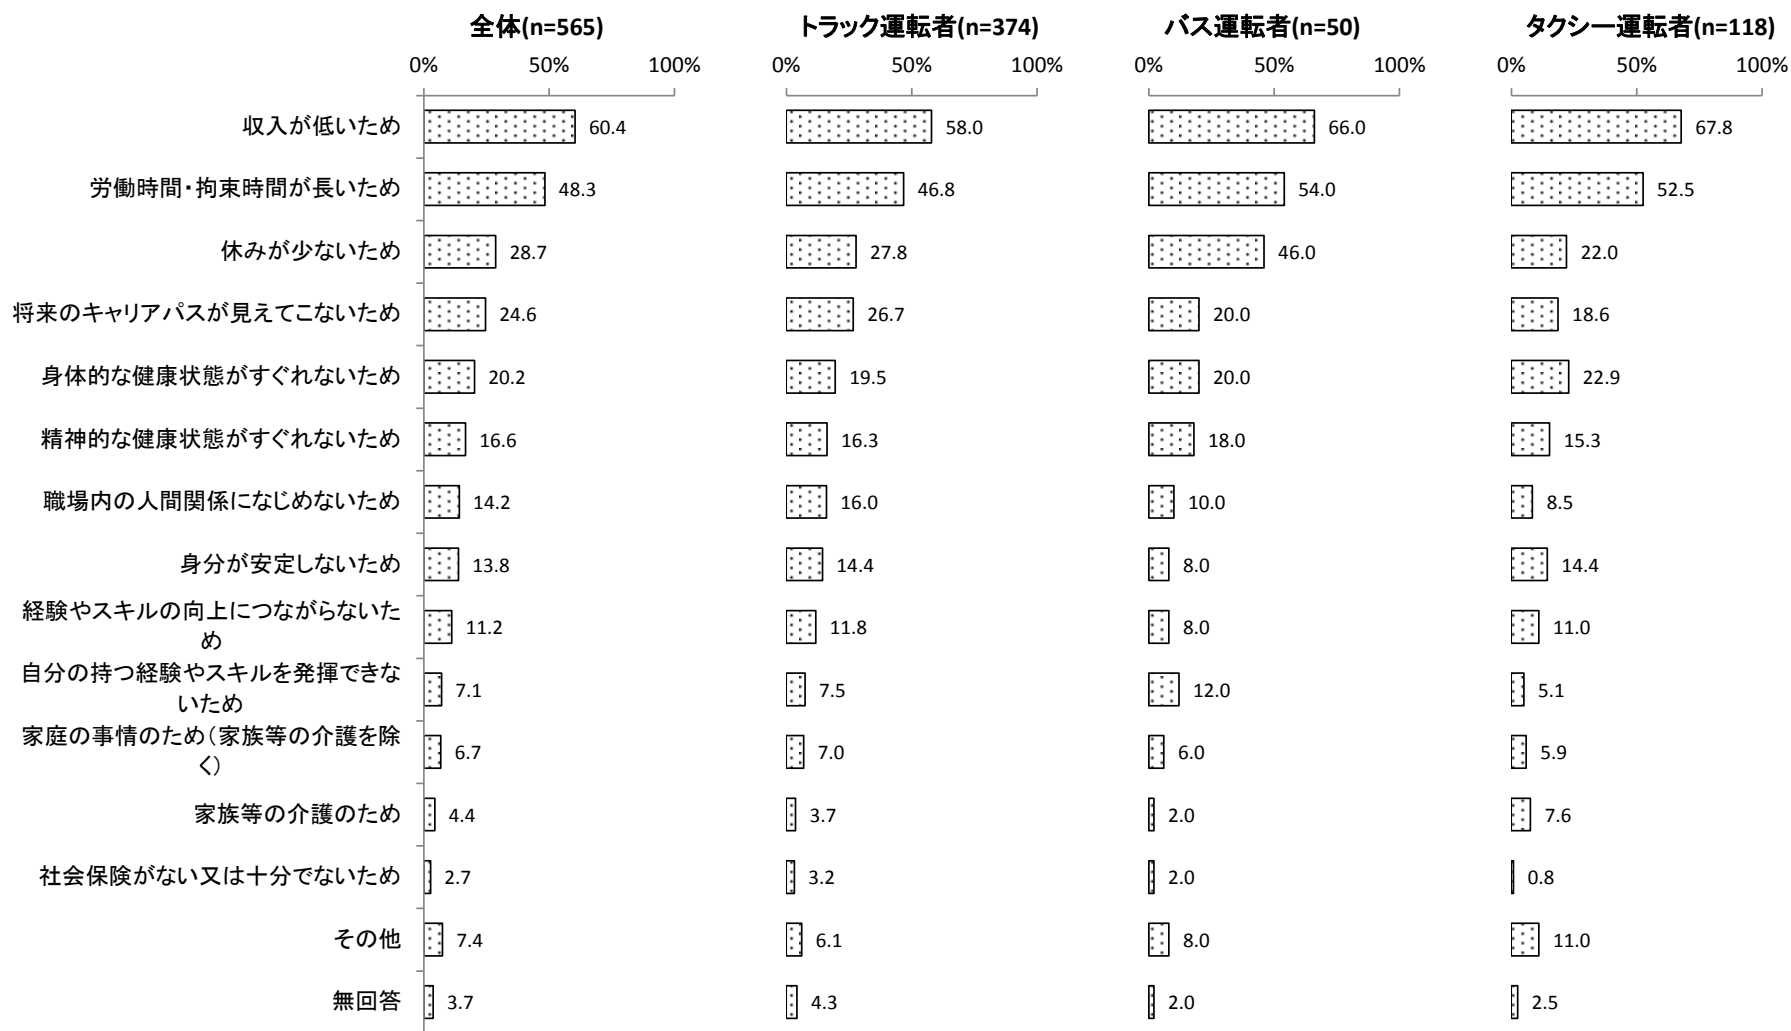 全体(n=565) トラック運転者(n=374) バス運転者(n=50) タクシー運転者(n=118)
0% 50% 100% 0% 50% 100% 0% 50% 100% 0% 50% 100%
収入が低いため 60.4 58.0 66.0 67.8
労働時間・拘束時間が長いため 48.3 46.8 54.0 52.5
休みが少ないため 28.7 27.8 46.0 22.0
将来のキャリアパスが見えてこないため 24.6 26.7 20.0 18.6
身体的な健康状態がすぐれないため 20.2 19.5 20.0 22.9
精神的な健康状態がすぐれないため 16.6 16.3 18.0 15.3
職場内の人間関係になじめないため 14.2 16.0 10.0 8.5
身分が安定しないため 13.8 14.4 8.0 14.4
経験やスキルの向上につながらないた
め 11.2 11.8 8.0 11.0
自分の持つ経験やスキルを発揮できな
いため 7.1 7.5 12.0 5.1
家庭の事情のため（家族等の介護を除
く） 6.7 7.0 6.0 5.9
家族等の介護のため 4.4 3.7 2.0 7.6
社会保険がない又は十分でないため 2.7 3.2 2.0 0.8
その他 7.4 6.1 8.0 11.0
無回答 3.7 4.3 2.0 2.5